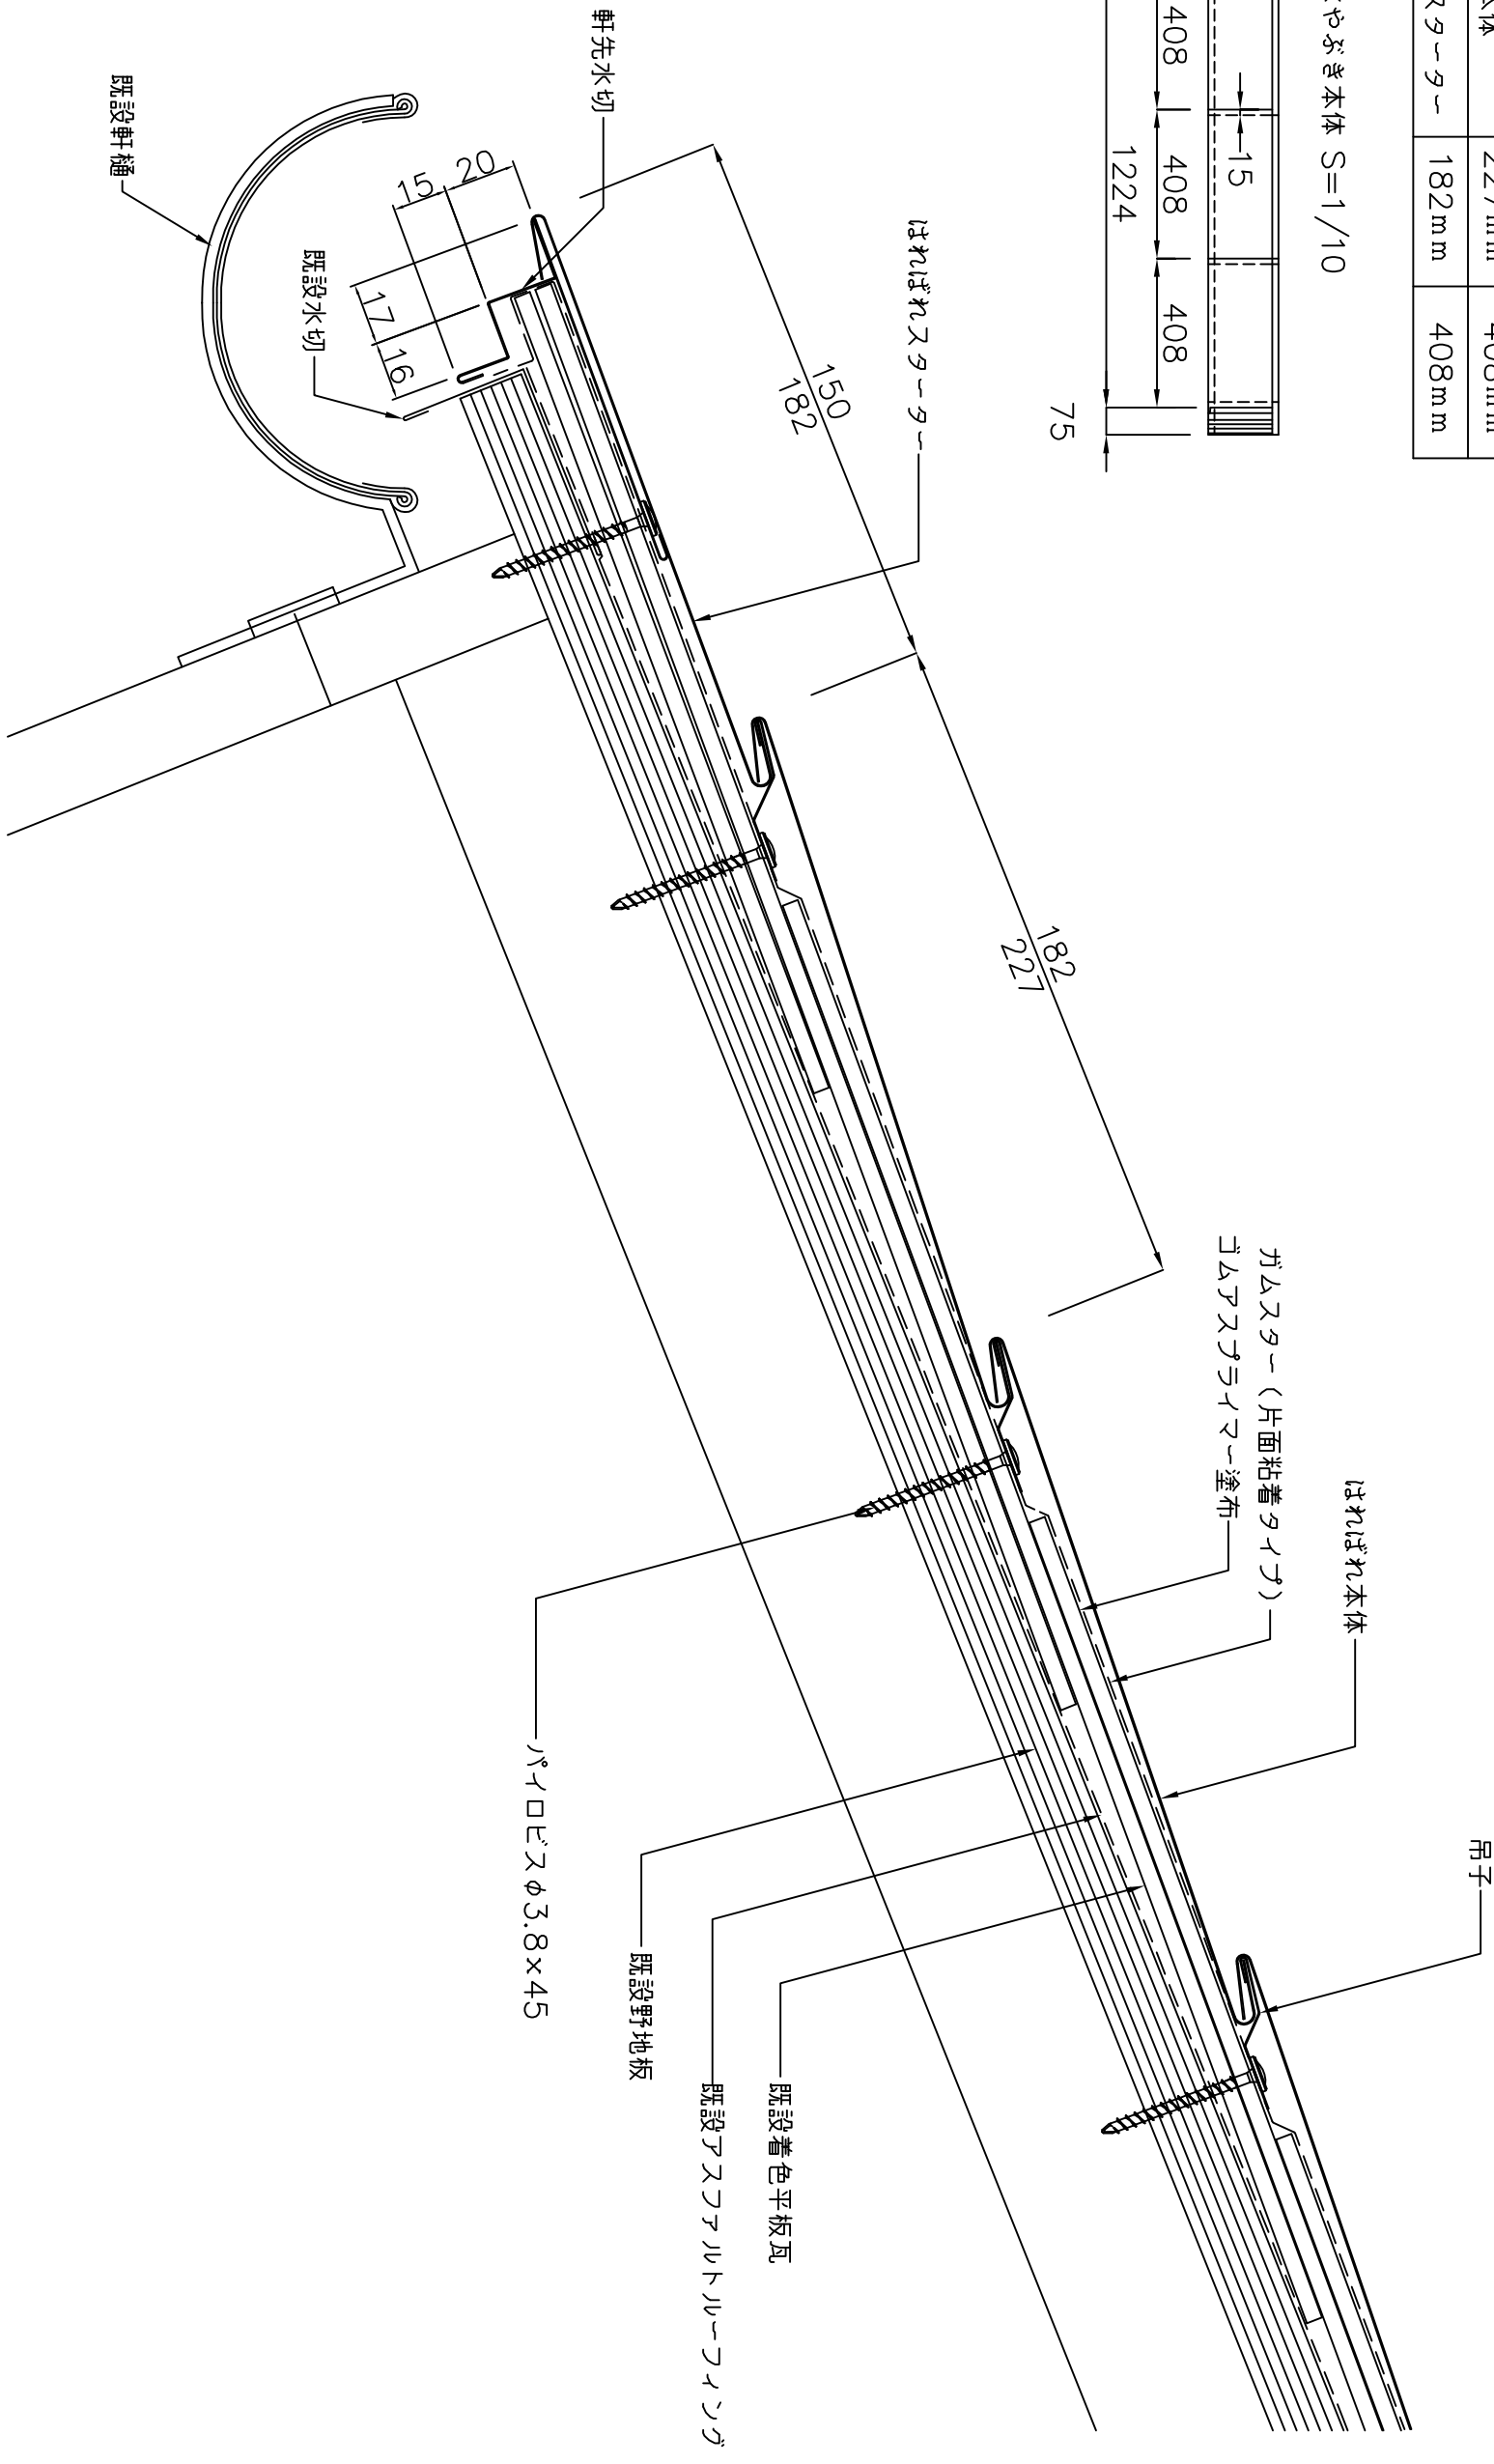 スターター 182mm 408mm
やぶき本体 S=1/10
15
408 408 408
1224
75
吊子
はればれ本体
ガムスター（片面粘着タイプ）
ゴムアスプライマー塗布
182
227
はればれスターター
150
182
軒先水切
20
15
17
16
既設水切
既設軒樋
既設着色平板瓦
既設アスファルトルーフィング
既設野地板
パイロビスφ3.8×45